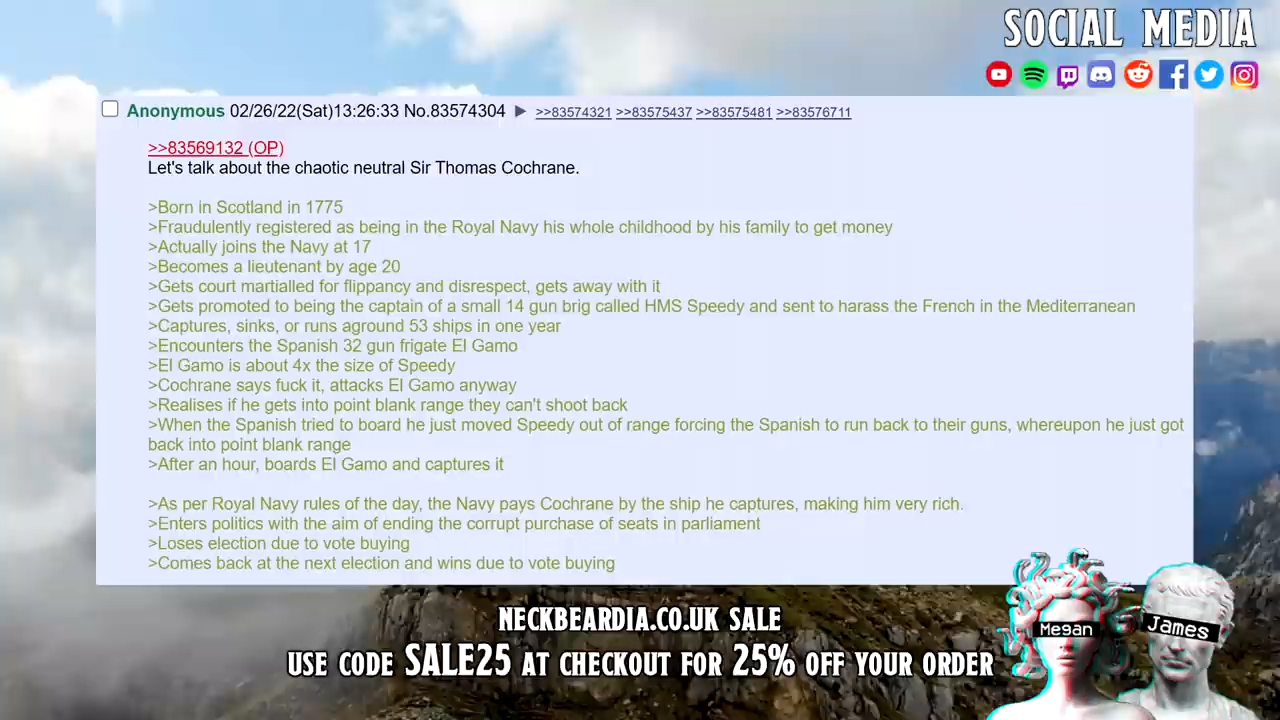 SOCIAL MEDIA
Anonymous 02/26/22(Sat)13:26:33 No.83574304 ▶ >>83574321 >>83575437 >>83575481 >>83576711
>>83569132 (OP)
Let's talk about the chaotic neutral Sir Thomas Cochrane.
>Born in Scotland in 1775
>Fraudulently registered as being in the Royal Navy his whole childhood by his family to get money
>Actually joins the Navy at 17
>Becomes a lieutenant by age 20
>Gets court martialled for flippancy and disrespect, gets away with it
>Gets promoted to being the captain of a small 14 gun brig called HMS Speedy and sent to harass the French in the Mediterranean
>Captures, sinks, or runs aground 53 ships in one year
>Encounters the Spanish 32 gun frigate El Gamo
>El Gamo is about 4x the size of Speedy
>Cochrane says fuck it, attacks El Gamo anyway
>Realises if he gets into point blank range they can't shoot back
>When the Spanish tried to board he just moved Speedy out of range forcing the Spanish to run back to their guns, whereupon he just got
back into point blank range
>After an hour, boards El Gamo and captures it
>As per Royal Navy rules of the day, the Navy pays Cochrane by the ship he captures, making him very rich.
>Enters politics with the aim of ending the corrupt purchase of seats in parliament
>Loses election due to vote buying
>Comes back at the next election and wins due to vote buying
NECKBEARDIA.CO.UK SALE
USE CODE SALE25 AT CHECKOUT FOR 25% OFF YOUR ORDER
Megan
James